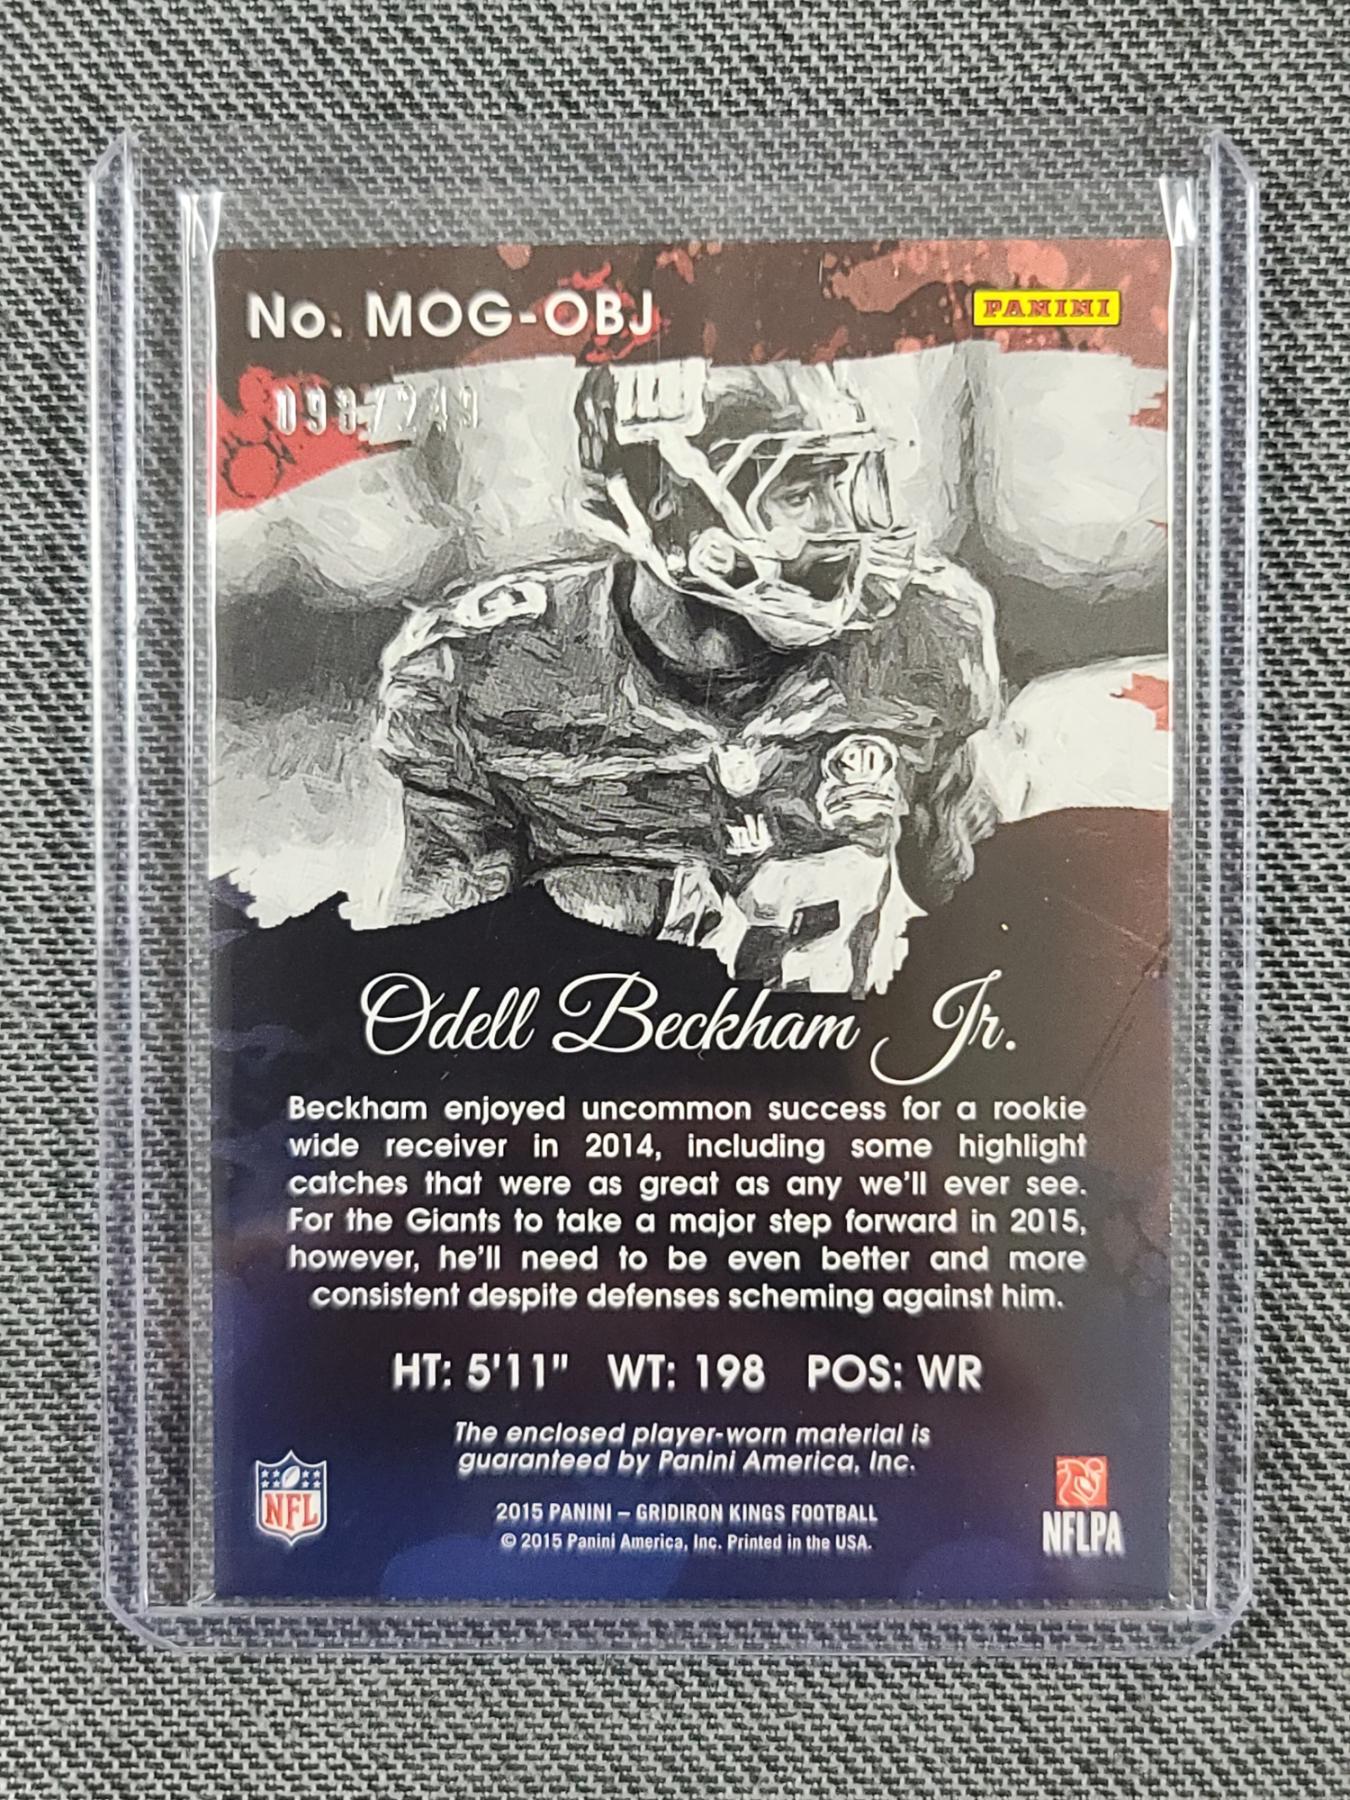 No. MOG-OBJ
PANINI
098/249
90
Odell Beckham Jr.
Beckham enjoyed uncommon success for a rookie
wide receiver in 2014, including some highlight
catches that were as great as any we'll ever see.
For the Giants to take a major step forward in 2015,
however, he'll need to be even better and more
consistent despite defenses scheming against him.
HT: 5'11" WT: 198 POS: WR
The enclosed player-worn material is
guaranteed by Panini America, Inc.
NFL
2015 PANINI – GRIDIRON KINGS FOOTBALL
© 2015 Panini America, Inc. Printed in the USA.
NFLPA